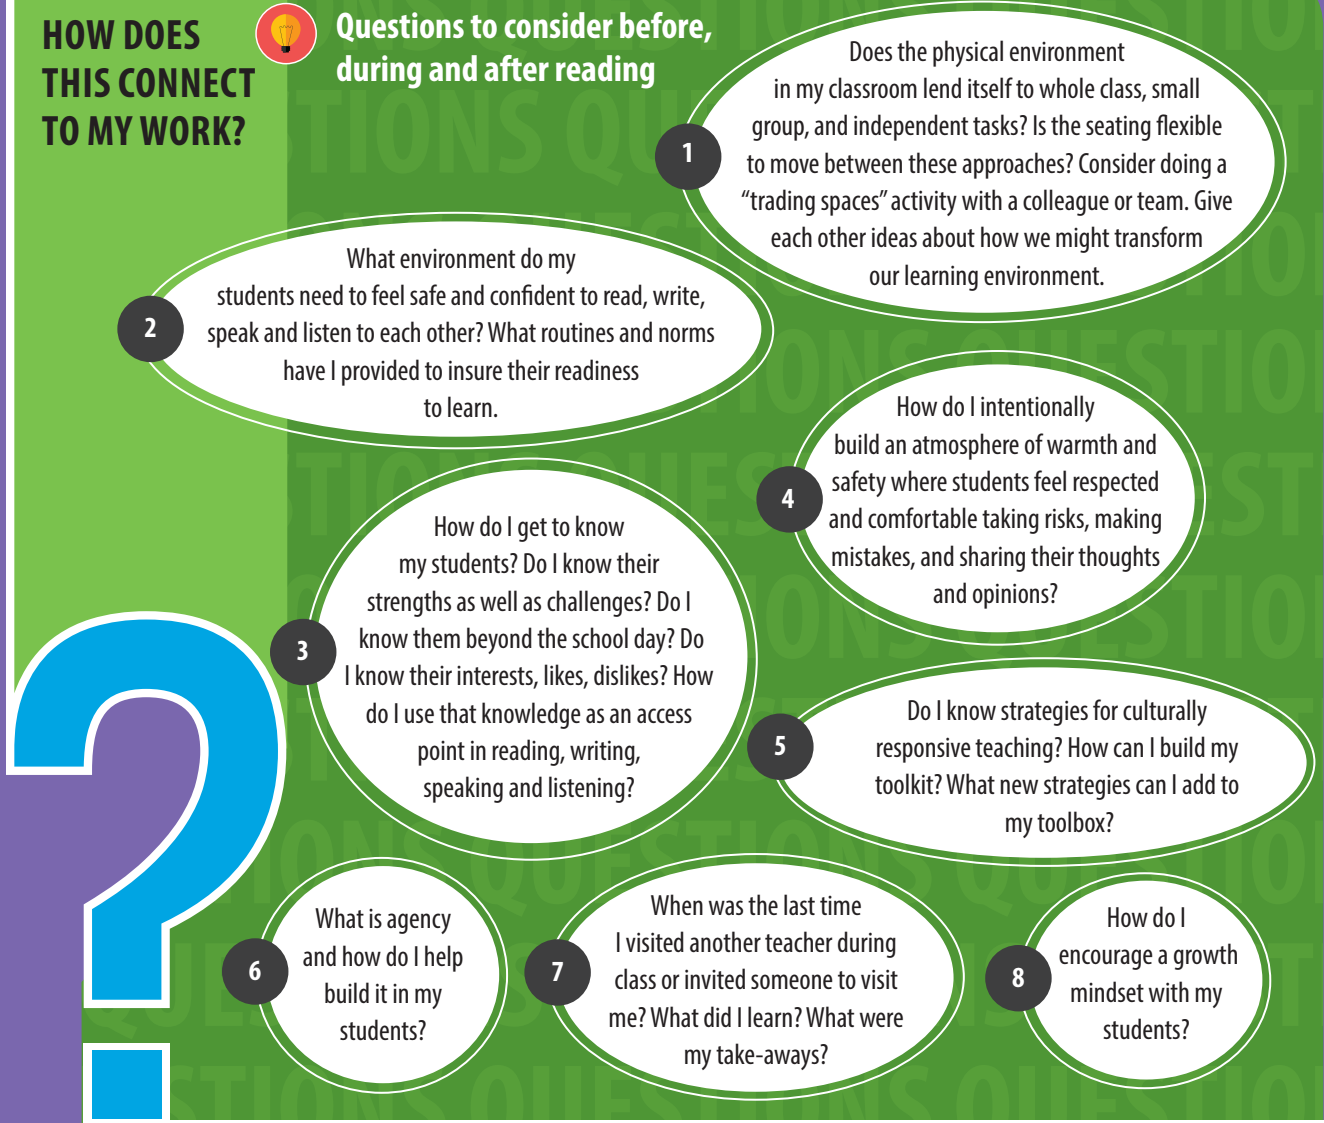 HOW DOES
THIS CONNECT
TO MY WORK?
Questions to consider before,
during and after reading
1
Does the physical environment
in my classroom lend itself to whole class, small
group, and independent tasks? Is the seating flexible
to move between these approaches? Consider doing a
“trading spaces” activity with a colleague or team. Give
each other ideas about how we might transform
our learning environment.
2
What environment do my
students need to feel safe and confident to read, write,
speak and listen to each other? What routines and norms
have I provided to insure their readiness
to learn.
3
How do I get to know
my students? Do I know their
strengths as well as challenges? Do I
know them beyond the school day? Do
I know their interests, likes, dislikes? How
do I use that knowledge as an access
point in reading, writing,
speaking and listening?
4
How do I intentionally
build an atmosphere of warmth and
safety where students feel respected
and comfortable taking risks, making
mistakes, and sharing their thoughts
and opinions?
5
Do I know strategies for culturally
responsive teaching? How can I build my
toolkit? What new strategies can I add to
my toolbox?
6
What is agency
and how do I help
build it in my
students?
7
When was the last time
I visited another teacher during
class or invited someone to visit
me? What did I learn? What were
my take-aways?
8
How do I
encourage a growth
mindset with my
students?
?